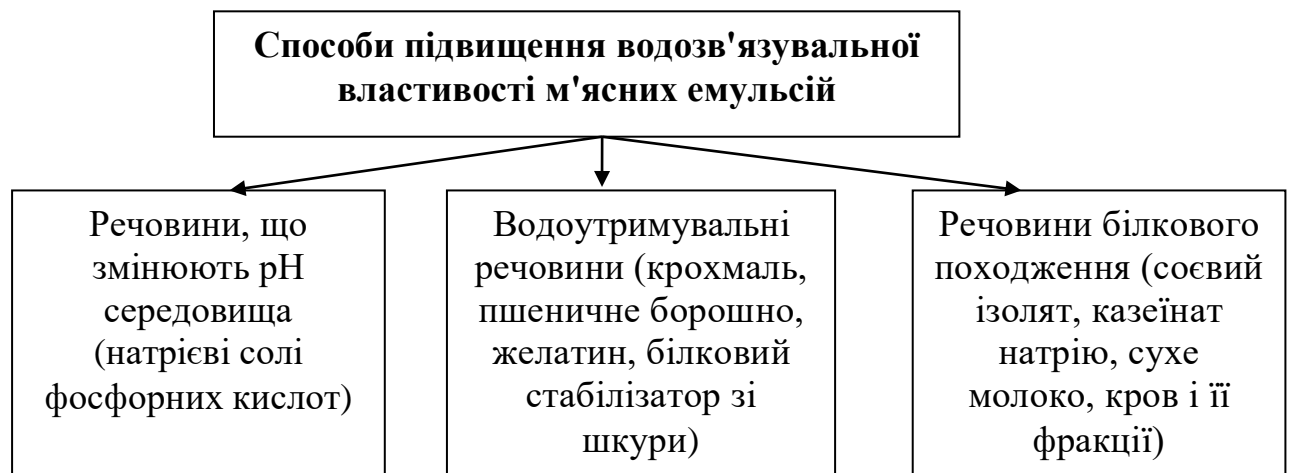 Способи підвищення водозв'язувальної
властивості м'ясних емульсій
Речовини, що
змінюють рН
середовища
(натрієві солі
фосфорних кислот)
Водоутримувальні
речовини (крохмаль,
пшеничне борошно,
желатин, білковий
стабілізатор зі
шкури)
Речовини білкового
походження (соєвий
ізолят, казеїнат
натрію, сухе
молоко, кров і її
фракції)